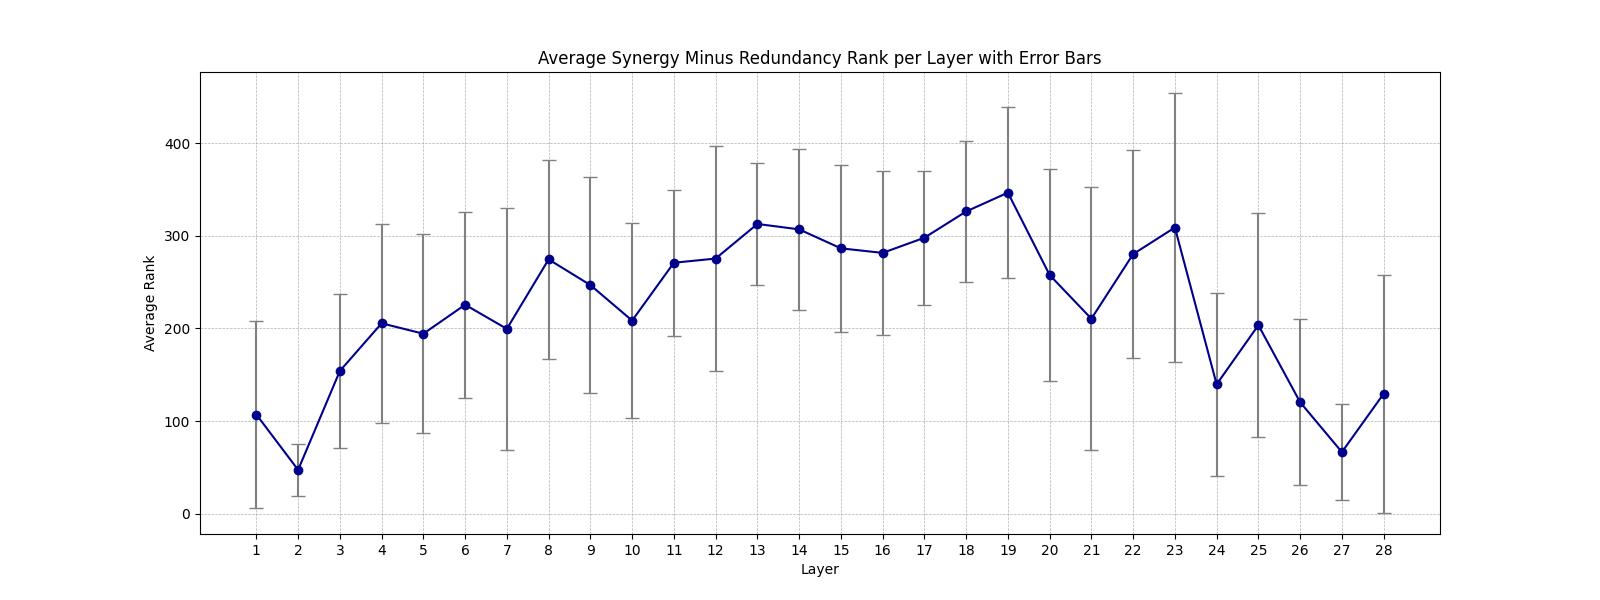 Average Synergy Minus Redundancy Rank per Layer with Error Bars
Average Rank
400
300
200
100
0
1 2 3 4 5 6 7 8 9 10 11 12 13 14 15 16 17 18 19 20 21 22 23 24 25 26 27 28
Layer